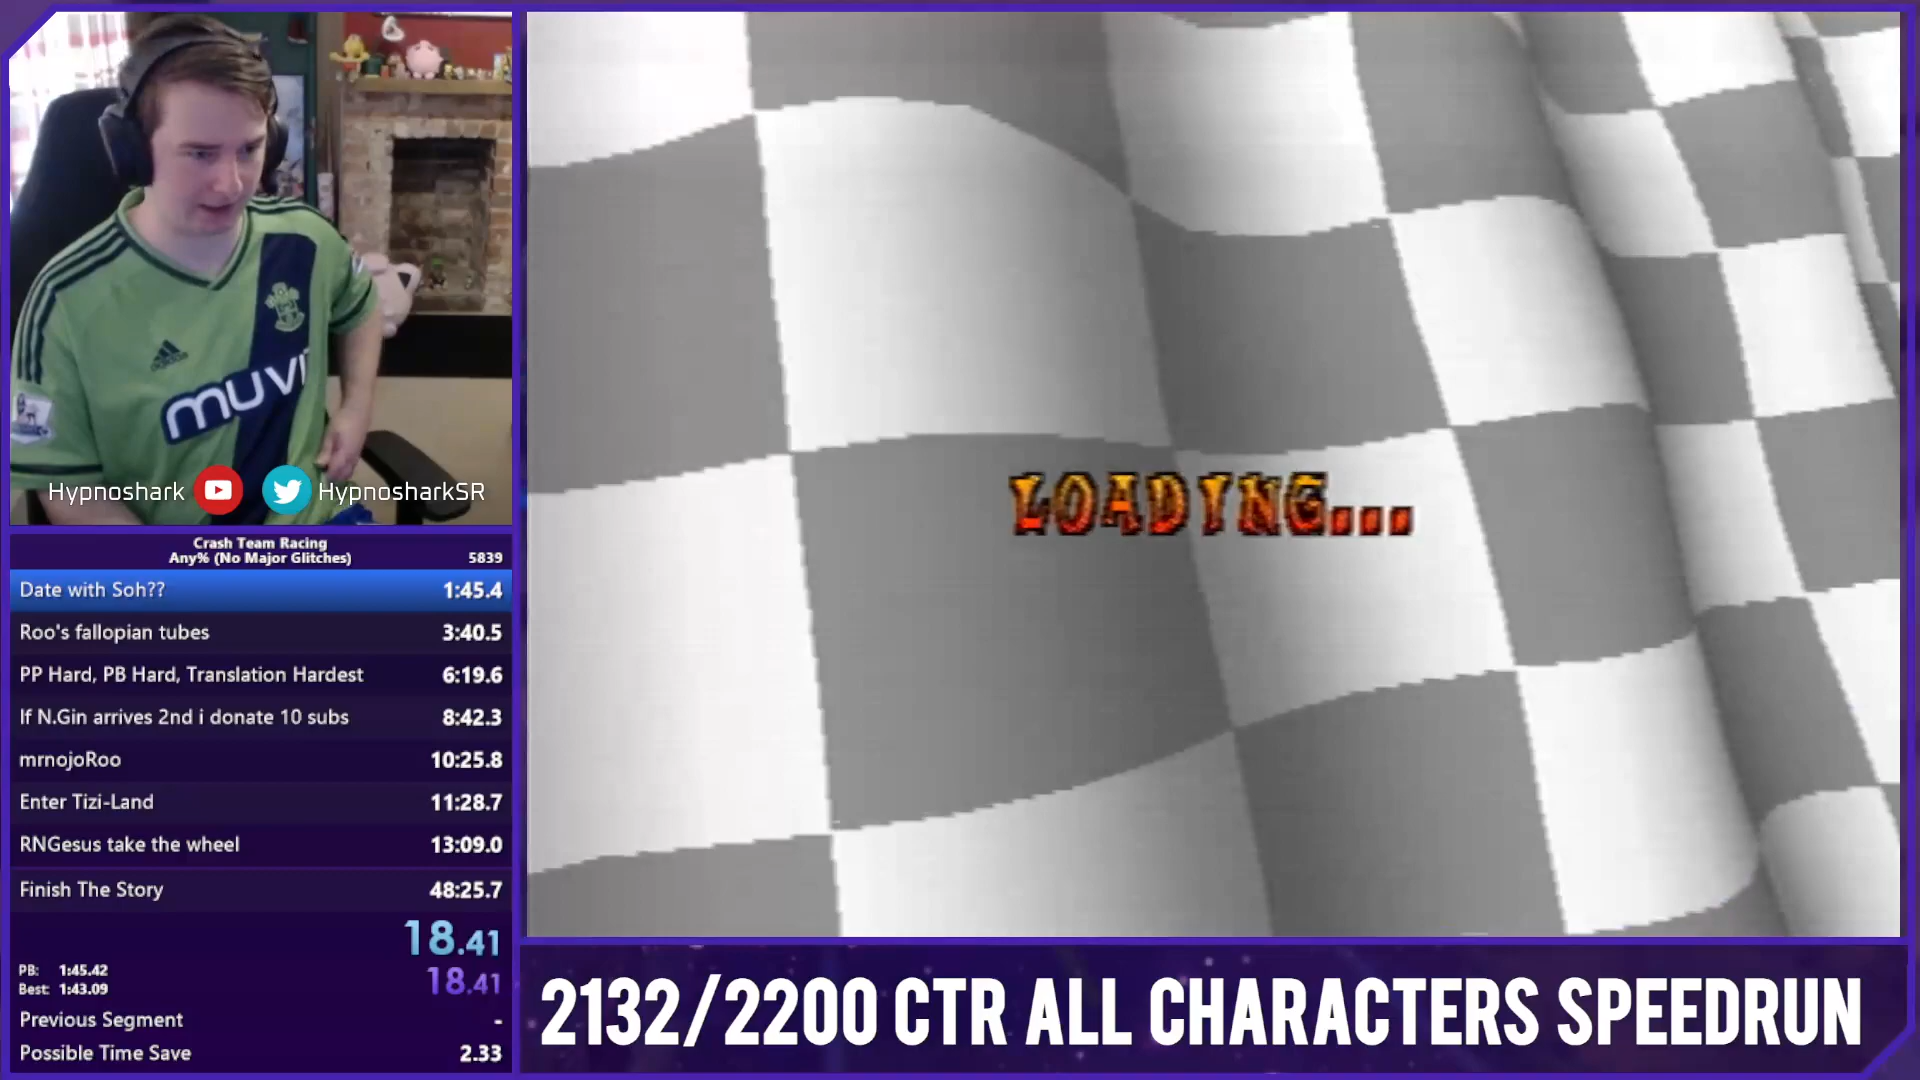 muvi
Hypnoshark
HypnosharkSR
LOADING...
Crash Team Racing
Any% (No Major Glitches)
5839
Date with Soh?? 1:45.4
Roo's fallopian tubes 3:40.5
PP Hard, PB Hard, Translation Hardest 6:19.6
If N.Gin arrives 2nd i donate 10 subs 8:42.3
mrnojoRoo 10:25.8
Enter Tizi-Land 11:28.7
RNGesus take the wheel 13:09.0
Finish The Story 48:25.7
18.41
PB: 1:45.42
Best: 1:43.09
18.41
Previous Segment -
Possible Time Save 2.33
2132/2200 CTR ALL CHARACTERS SPEEDRUN